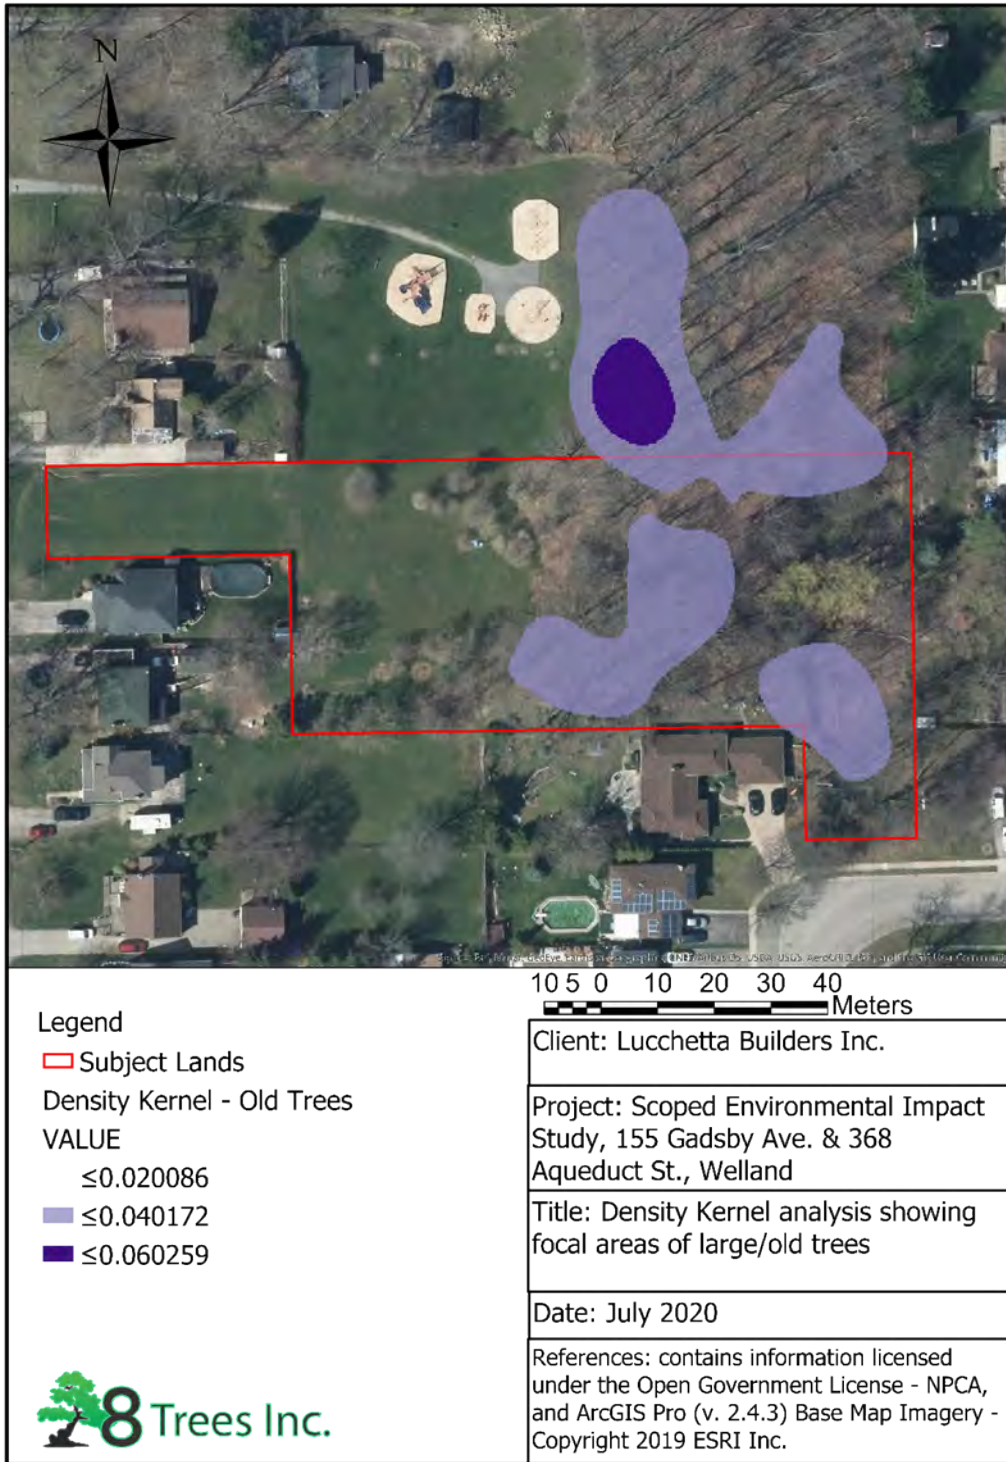 N
10 5 0 10 20 30 40
Meters
Legend
Subject Lands
Density Kernel - Old Trees
VALUE
≤0.020086
≤0.040172
≤0.060259
8 Trees Inc.
Client: Lucchetta Builders Inc.
Project: Scoped Environmental Impact
Study, 155 Gadsby Ave. & 368
Aqueduct St., Welland
Title: Density Kernel analysis showing
focal areas of large/old trees
Date: July 2020
References: contains information licensed
under the Open Government License - NPCA,
and ArcGIS Pro (v. 2.4.3) Base Map Imagery -
Copyright 2019 ESRI Inc.